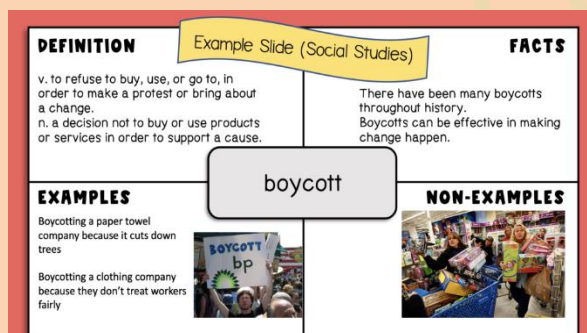 Example Slide (Social Studies)
DEFINITION
v. to refuse to buy, use, or go to, in
order to make a protest or bring about
a change.
n. a decision not to buy or use products
or services in order to support a cause.
FACTS
There have been many boycotts
throughout history.
Boycotts can be effective in making
change happen.
boycott
EXAMPLES
Boycotting a paper towel
company because it cuts down
trees
Boycotting a clothing company
because they don't treat workers
fairly
BOYCOTT
bp
NON-EXAMPLES